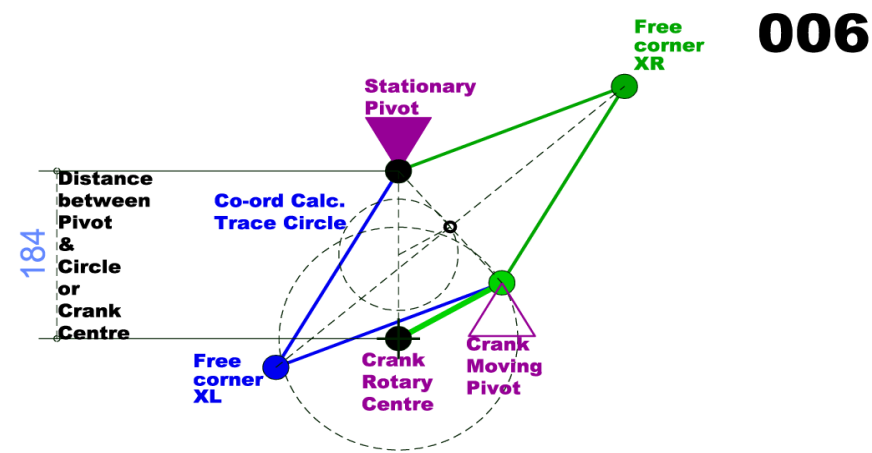 006
Free
corner
XR
Stationary
Pivot
Distance
between
Pivot
&
Circle
or
Crank
Centre
184
Co-ord Calc.
Trace Circle
Free
corner
XL
Crank
Rotary
Centre
Crank
Moving
Pivot